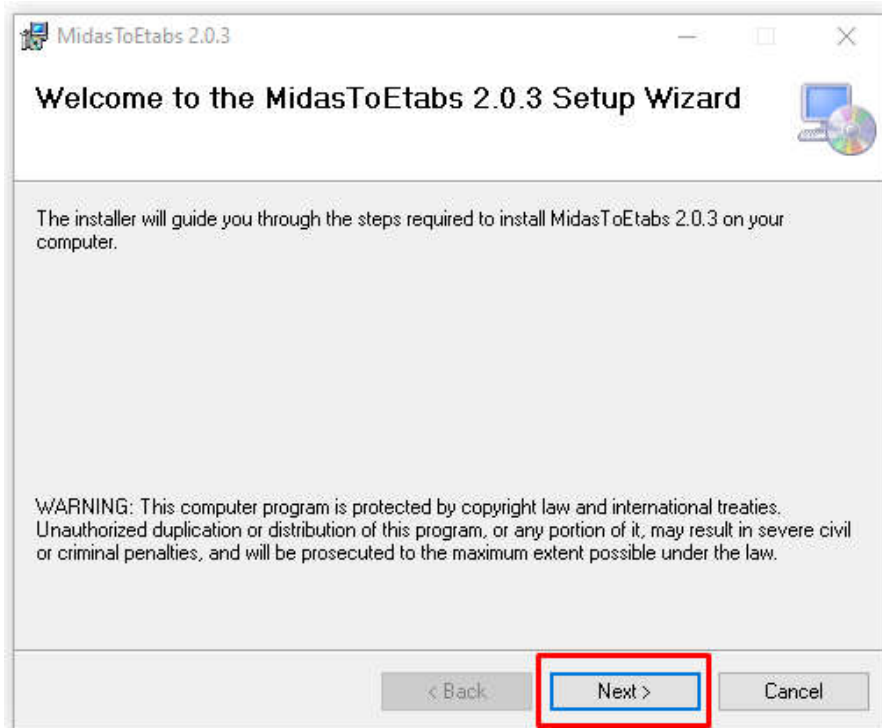 MidasToEtabs 2.0.3
Welcome to the MidasToEtabs 2.0.3 Setup Wizard
The installer will guide you through the steps required to install MidasToEtabs 2.0.3 on your
computer.
WARNING: This computer program is protected by copyright law and international treaties.
Unauthorized duplication or distribution of this program, or any portion of it, may result in severe civil
or criminal penalties, and will be prosecuted to the maximum extent possible under the law.
< Back
Next >
Cancel